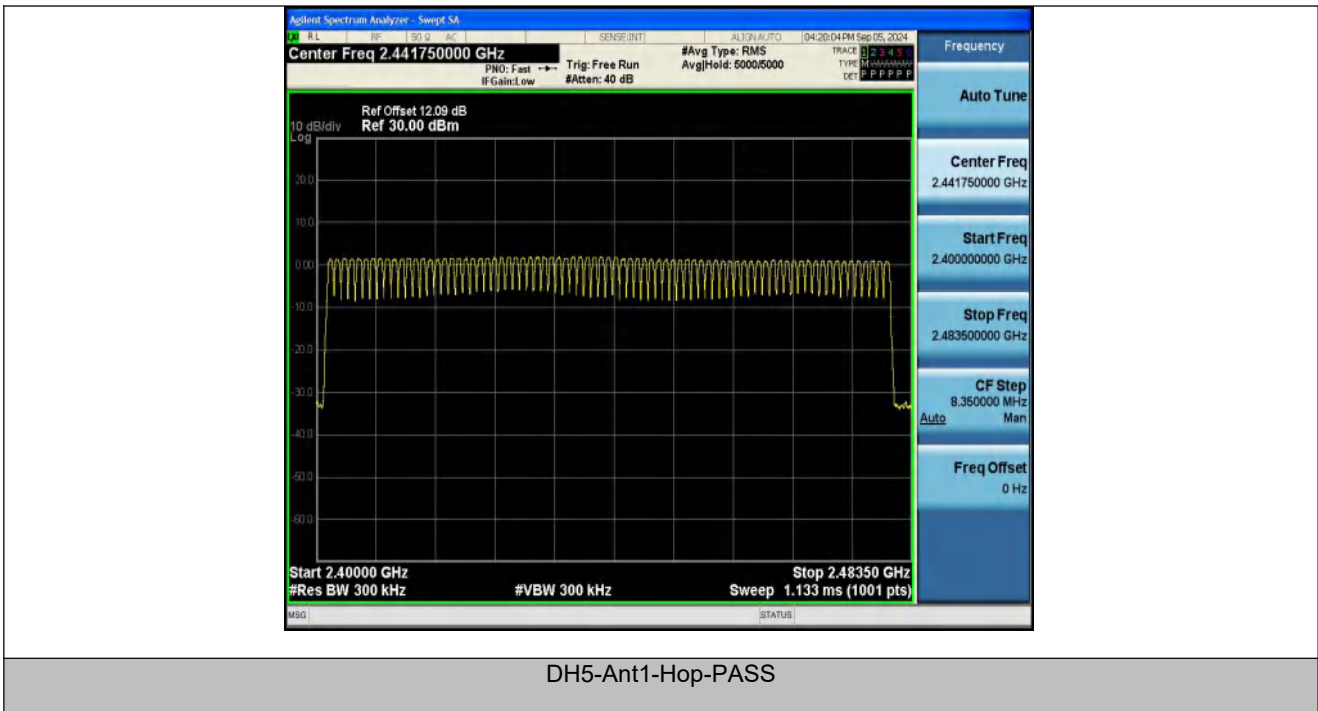 Agilent Spectrum Analyzer - Swept SA
RL RF 50 Ω AC SENSE:INT ALIGN AUTO 04:20:04 PM Sep 05, 2024
Center Freq 2.441750000 GHz
PNO: Fast
IFGain:Low
Trig: Free Run
#Atten: 40 dB
#Avg Type: RMS
Avg|Hold: 5000/5000
TRACE 1 2 3 4 5 6
TYPE M
DET P P P P P P
Ref Offset 12.09 dB
10 dB/div Ref 30.00 dBm
Log
20.0
10.0
0.00
-10.0
-20.0
-30.0
-40.0
-50.0
-60.0
Start 2.40000 GHz Stop 2.48350 GHz
#Res BW 300 kHz #VBW 300 kHz Sweep 1.133 ms (1001 pts)
MSG STATUS
Frequency
Auto Tune
Center Freq
2.441750000 GHz
Start Freq
2.400000000 GHz
Stop Freq
2.483500000 GHz
CF Step
8.350000 MHz
Auto Man
Freq Offset
0 Hz
DH5-Ant1-Hop-PASS